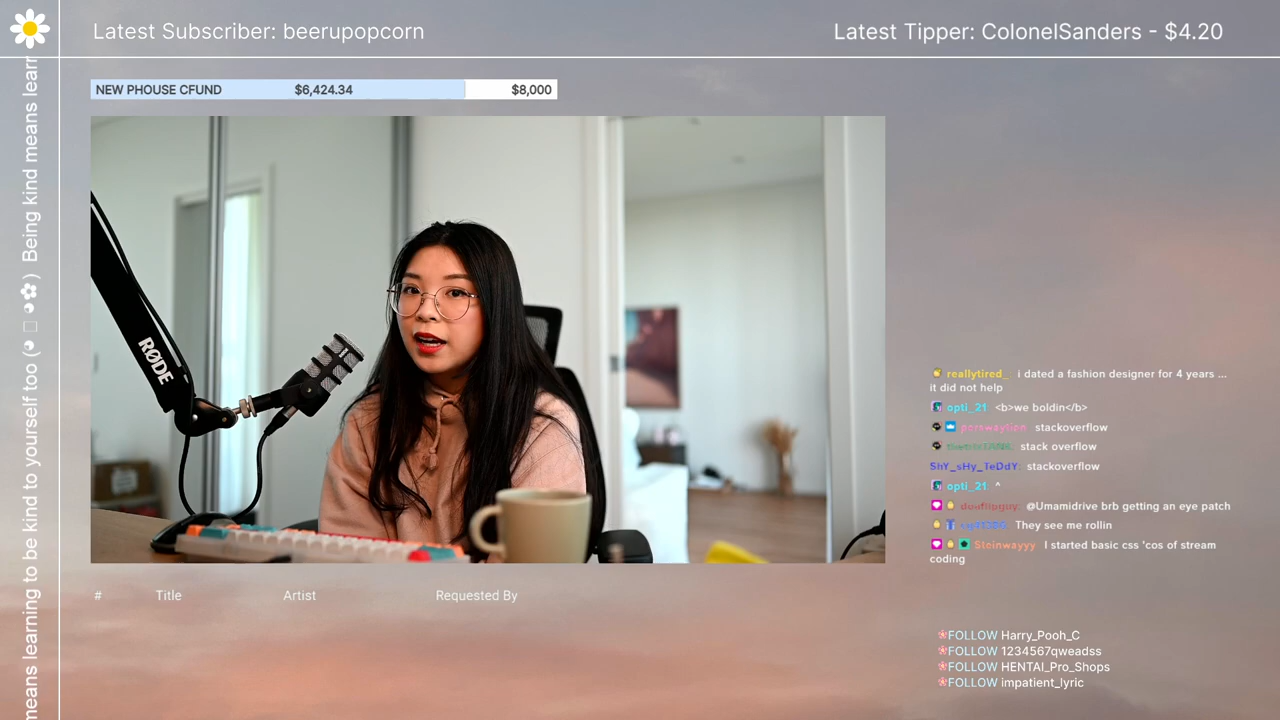 Latest Subscriber: beerupopcorn
Latest Tipper: ColonelSanders - $4.20
NEW PHOUSE CFUND $6,424.34 $8,000
Being kind means learn
means learning to be kind to yourself too
RØDE
reallytired_ i dated a fashion designer for 4 years ...
it did not help
opti_21: <b>we boldin</b>
stackoverflow
stack overflow
ShY_sHy_TeDdY: stackoverflow
opti_21: ^
@Umamidrive brb getting an eye patch
They see me rollin
Steinwayyy I started basic css 'cos of stream
coding
# Title Artist Requested By
FOLLOW Harry_Pooh_C
FOLLOW 1234567qweadss
FOLLOW HENTAI_Pro_Shops
FOLLOW impatient_lyric